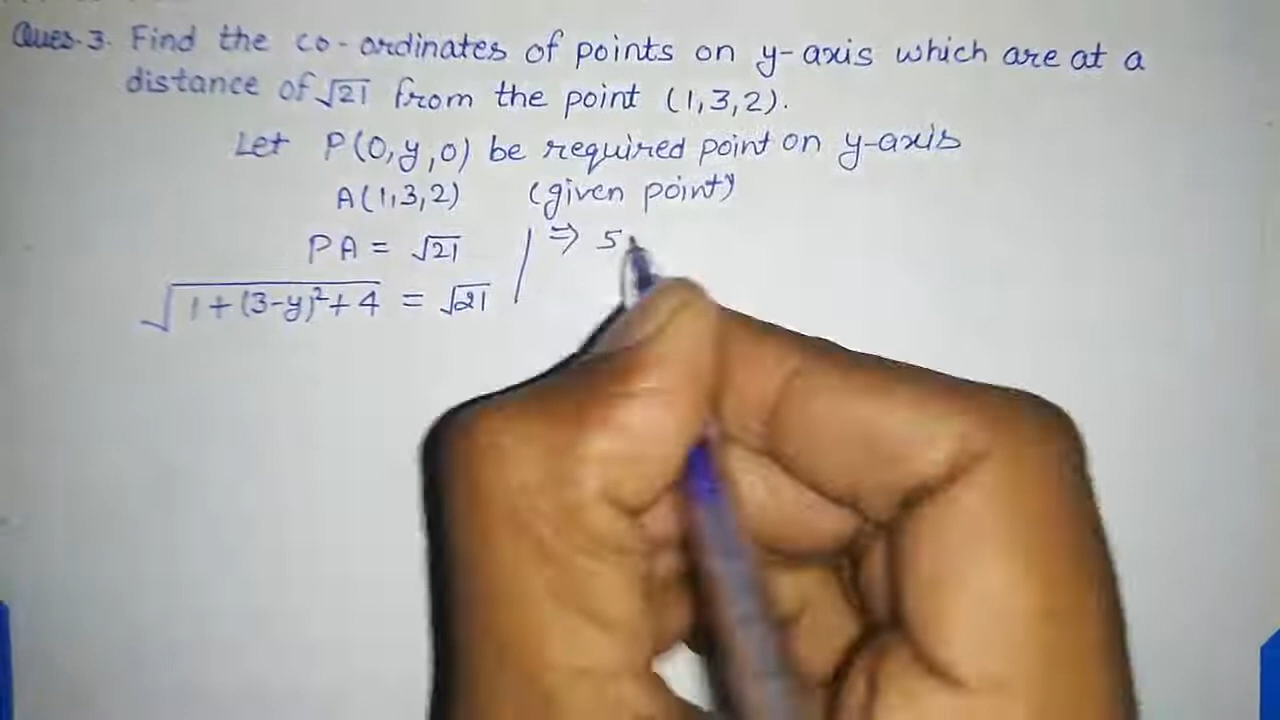 Ques.3. Find the co-ordinates of points on y-axis which are at a
distance of √21 from the point (1,3,2).
Let P(0,y,0) be required point on y-axis
A(1,3,2) (given point)
PA = √21 | ⇒ 5
√(1+(3-y)²+4) = √21